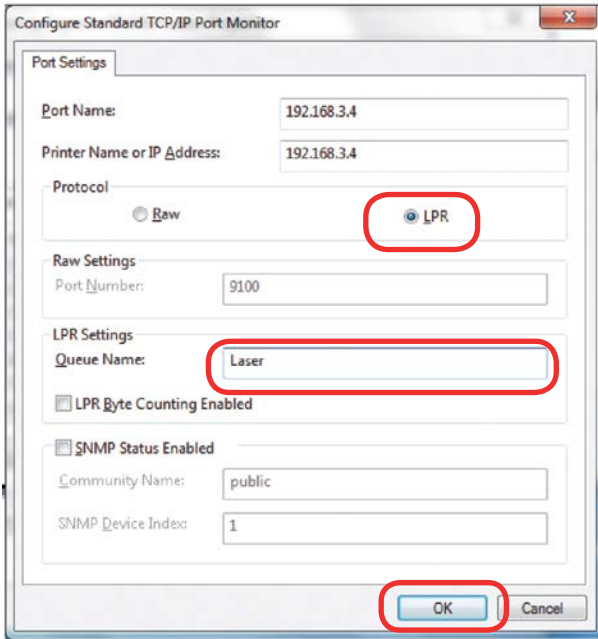 Configure Standard TCP/IP Port Monitor
Port Settings
Port Name: 192.168.3.4
Printer Name or IP Address: 192.168.3.4
Protocol
Raw LPR
Raw Settings
Port Number: 9100
LPR Settings
Queue Name: Laser
LPR Byte Counting Enabled
SNMP Status Enabled
Community Name: public
SNMP Device Index: 1
OK Cancel